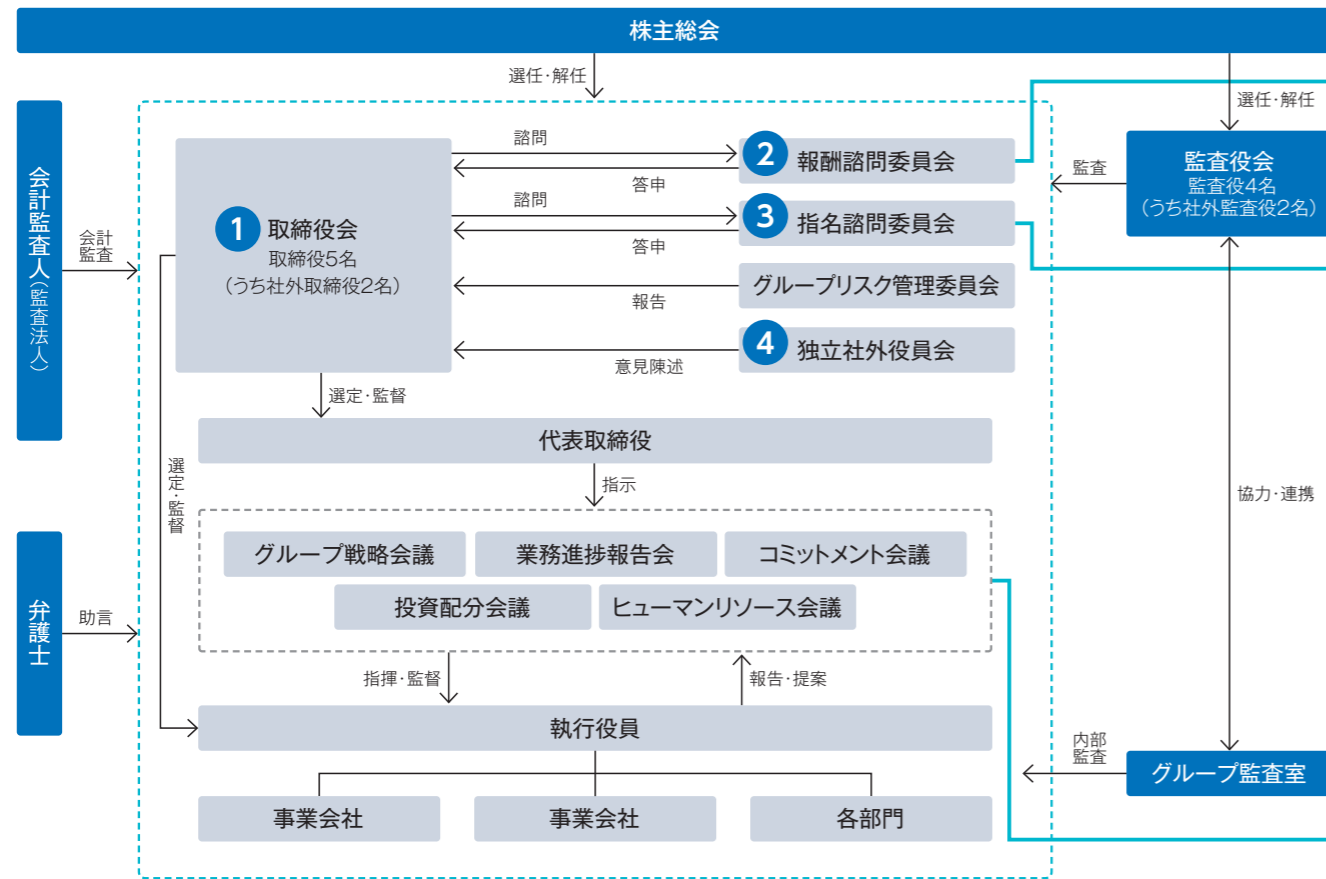 株主総会
選任・解任
選任・解任
会計監査人(監査法人)
会計
監査
1
取締役会
取締役5名
(うち社外取締役2名)
諮問
答申
2
報酬諮問委員会
諮問
答申
3
指名諮問委員会
報告
グループリスク管理委員会
意見陳述
4
独立社外役員会
監査
監査役会
監査役4名
(うち社外監査役2名)
選定・監督
代表取締役
選定・監督
指示
協力・連携
グループ戦略会議
業務進捗報告会
コミットメント会議
投資配分会議
ヒューマンリソース会議
弁護士
助言
指揮・監督
報告・提案
執行役員
内部
監査
グループ監査室
事業会社
事業会社
各部門